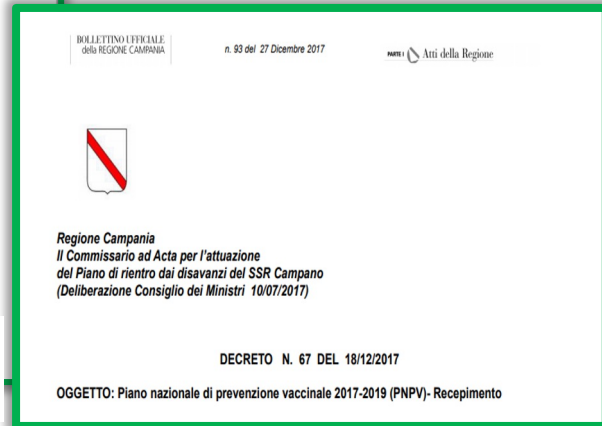 BOLLETTINO UFFICIALE
della REGIONE CAMPANIA
n. 93 del 27 Dicembre 2017
PARTE I Atti della Regione
Regione Campania
Il Commissario ad Acta per l'attuazione
del Piano di rientro dai disavanzi del SSR Campano
(Deliberazione Consiglio dei Ministri 10/07/2017)
DECRETO N. 67 DEL 18/12/2017
OGGETTO: Piano nazionale di prevenzione vaccinale 2017-2019 (PNPV)- Recepimento